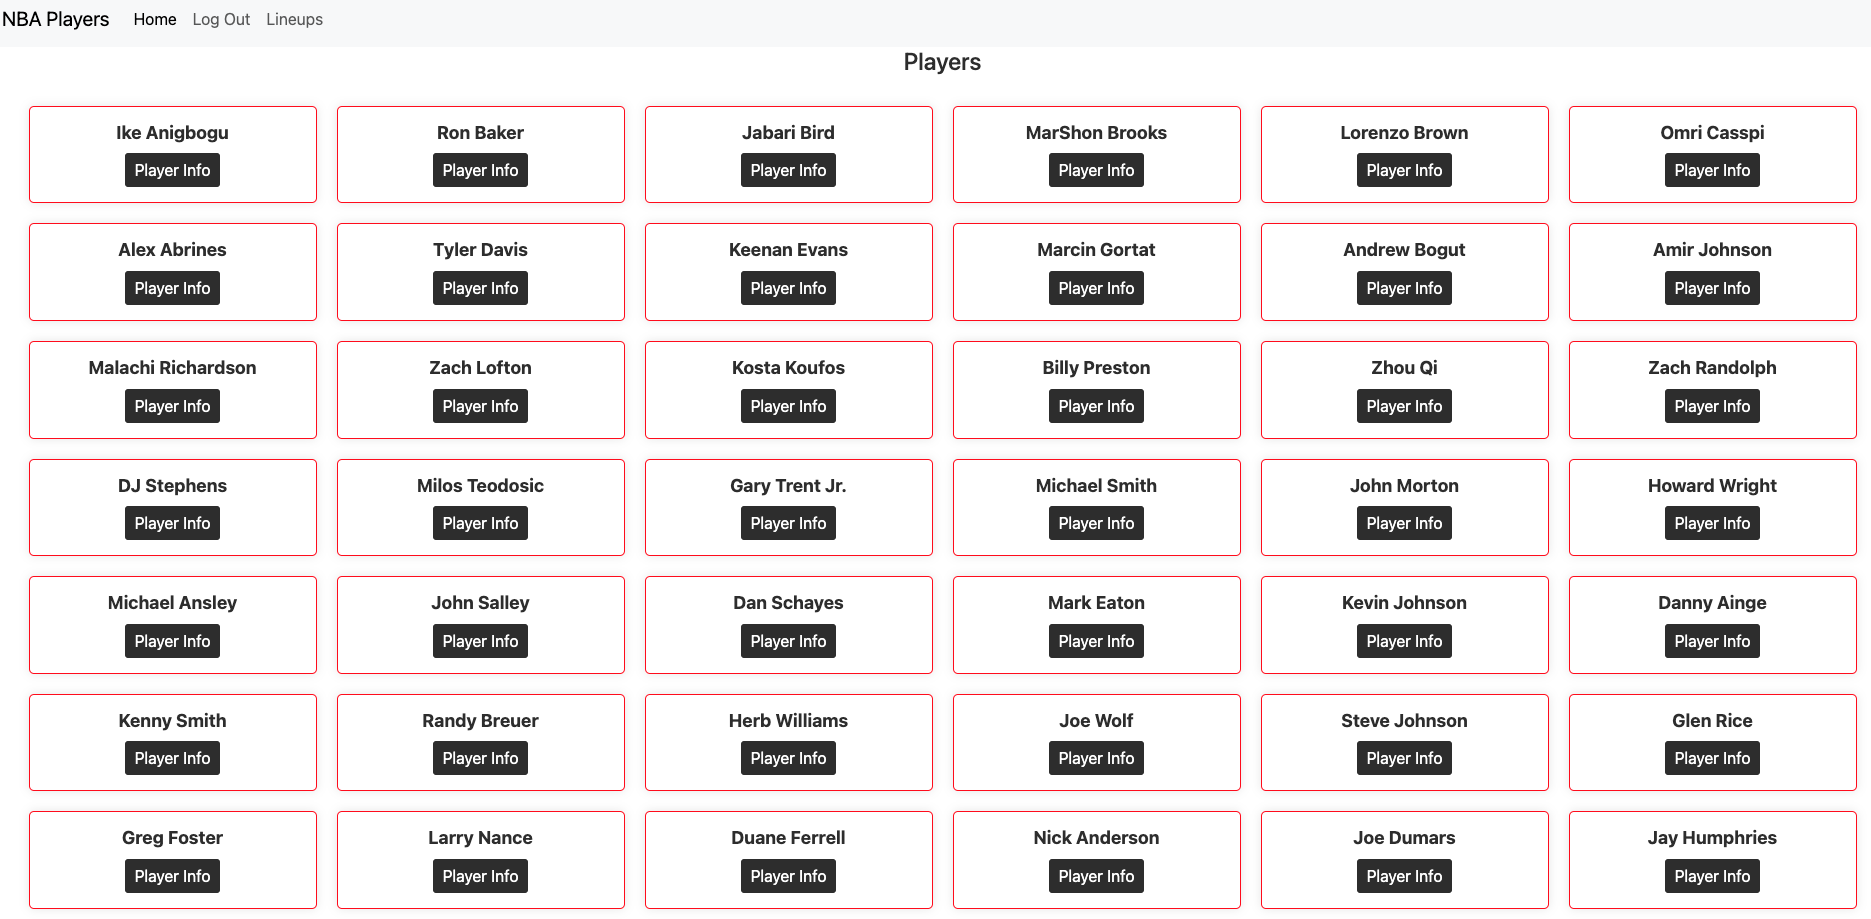 NBA Players Home Log Out Lineups
Players
Ike Anigbogu Ron Baker Jabari Bird MarShon Brooks Lorenzo Brown Omri Casspi
Player Info Player Info Player Info Player Info Player Info Player Info
Alex Abrines Tyler Davis Keenan Evans Marcin Gortat Andrew Bogut Amir Johnson
Player Info Player Info Player Info Player Info Player Info Player Info
Malachi Richardson Zach Lofton Kosta Koufos Billy Preston Zhou Qi Zach Randolph
Player Info Player Info Player Info Player Info Player Info Player Info
DJ Stephens Milos Teodosic Gary Trent Jr. Michael Smith John Morton Howard Wright
Player Info Player Info Player Info Player Info Player Info Player Info
Michael Ansley John Salley Dan Schayes Mark Eaton Kevin Johnson Danny Ainge
Player Info Player Info Player Info Player Info Player Info Player Info
Kenny Smith Randy Breuer Herb Williams Joe Wolf Steve Johnson Glen Rice
Player Info Player Info Player Info Player Info Player Info Player Info
Greg Foster Larry Nance Duane Ferrell Nick Anderson Joe Dumars Jay Humphries
Player Info Player Info Player Info Player Info Player Info Player Info